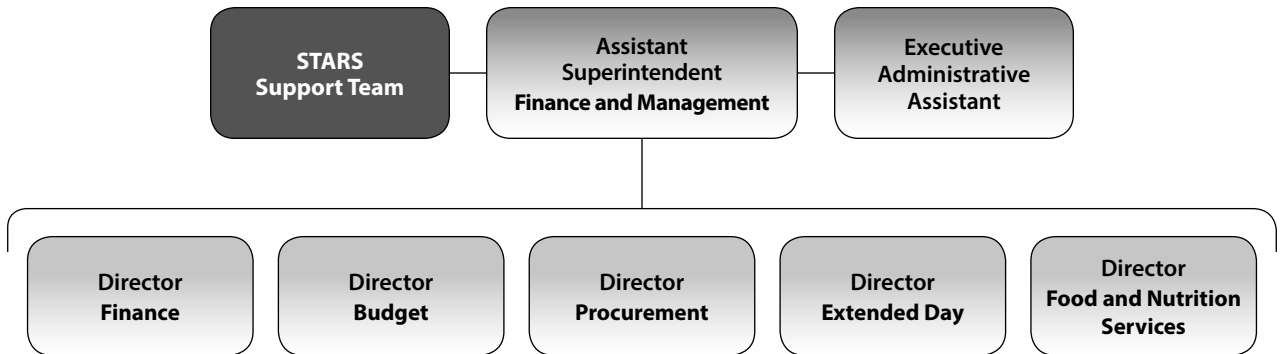 STARS
Support Team
Assistant
Superintendent
Finance and Management
Executive
Administrative
Assistant
Director
Finance
Director
Budget
Director
Procurement
Director
Extended Day
Director
Food and Nutrition
Services